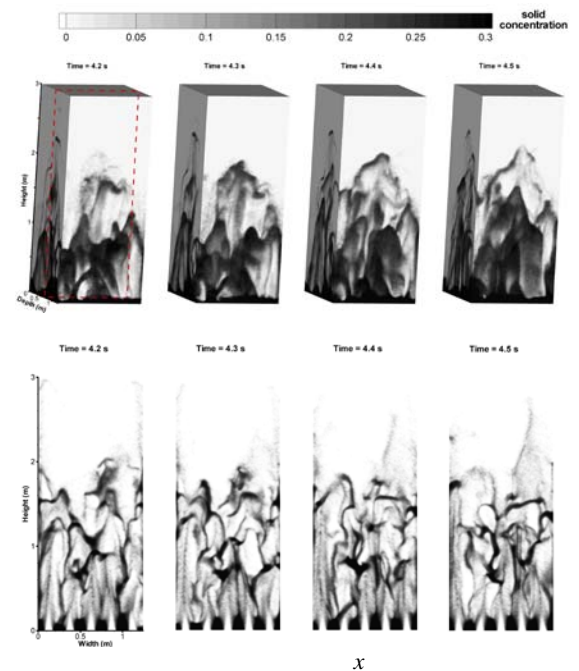 solid
concentration
0 0.05 0.1 0.15 0.2 0.25 0.3
Time = 4.2 s Time = 4.3 s Time = 4.4 s Time = 4.5 s
3
2
1
0
Height (m)
0 0.5 1
Depth (m)
Time = 4.2 s Time = 4.3 s Time = 4.4 s Time = 4.5 s
3
2
1
0
Height (m)
0 0.5 1
Width (m)
x